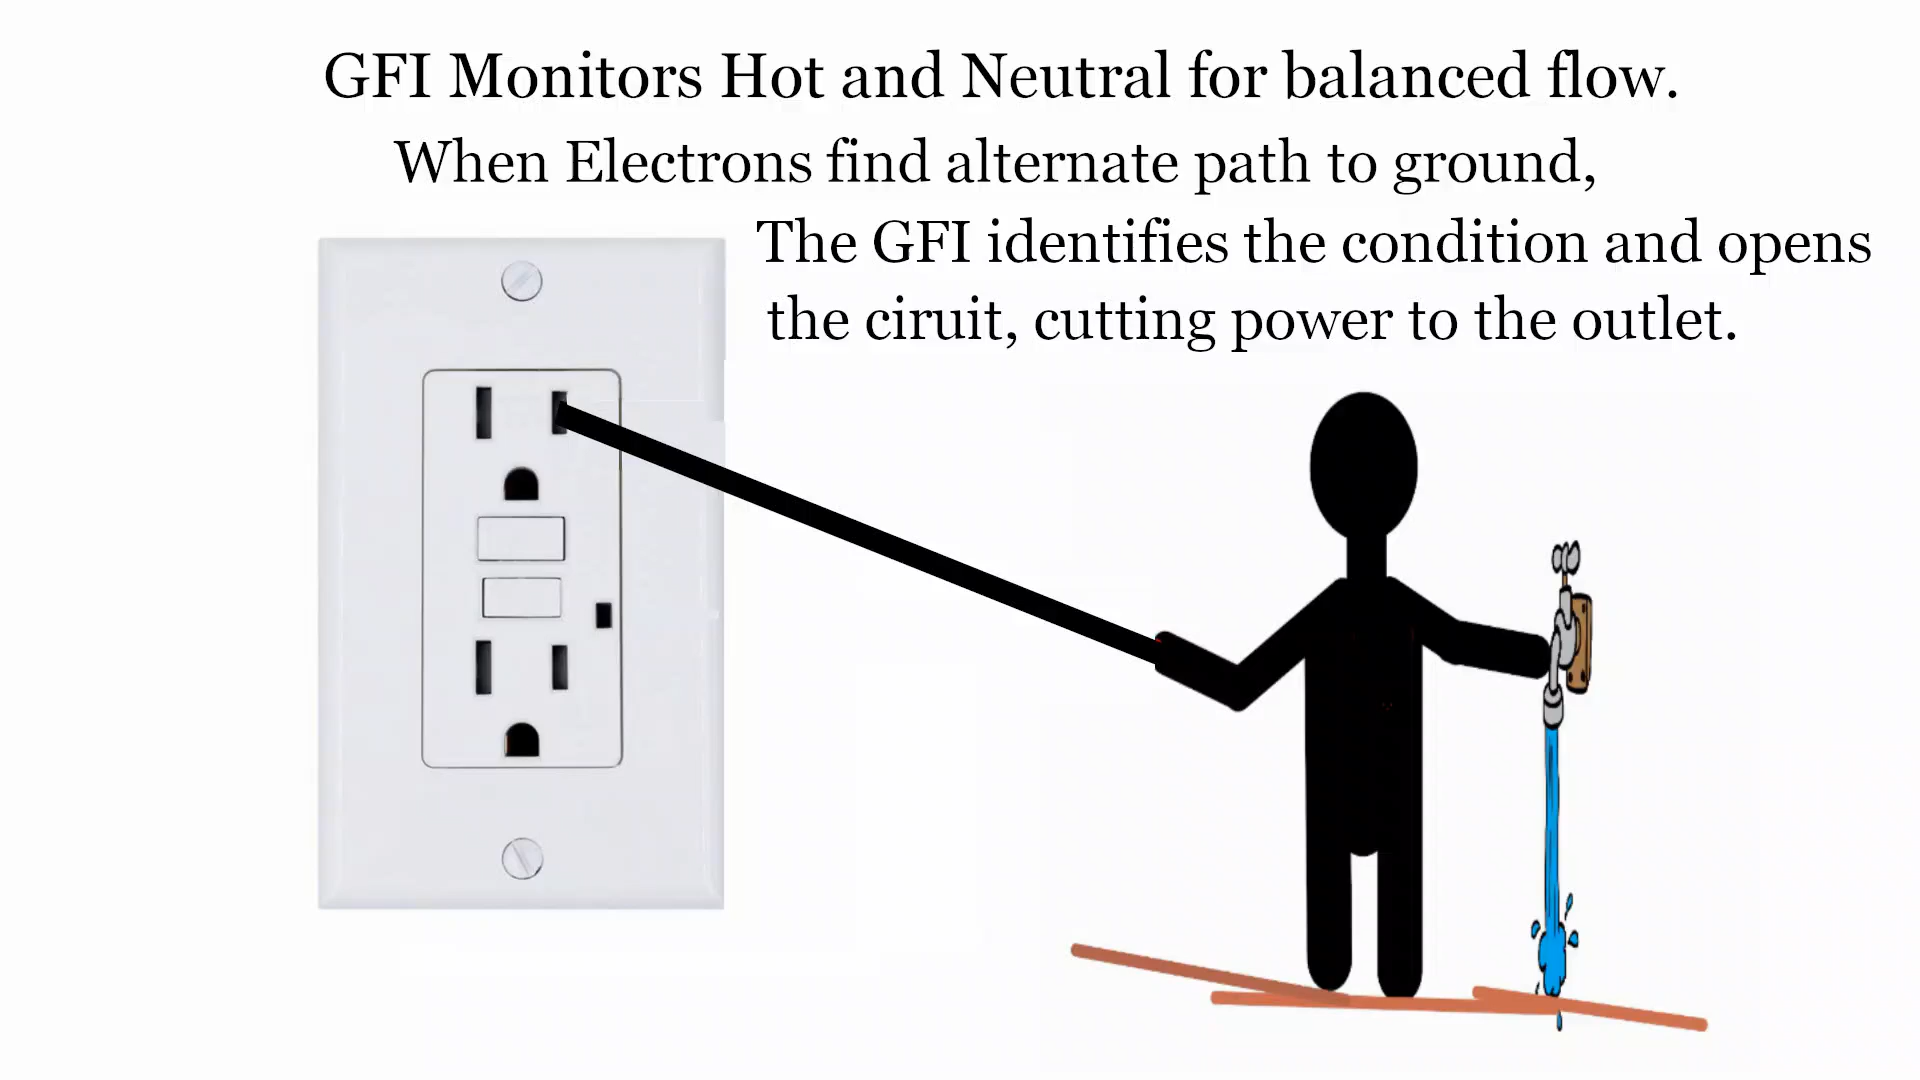 GFI Monitors Hot and Neutral for balanced flow.
When Electrons find alternate path to ground,
The GFI identifies the condition and opens
the ciruit, cutting power to the outlet.